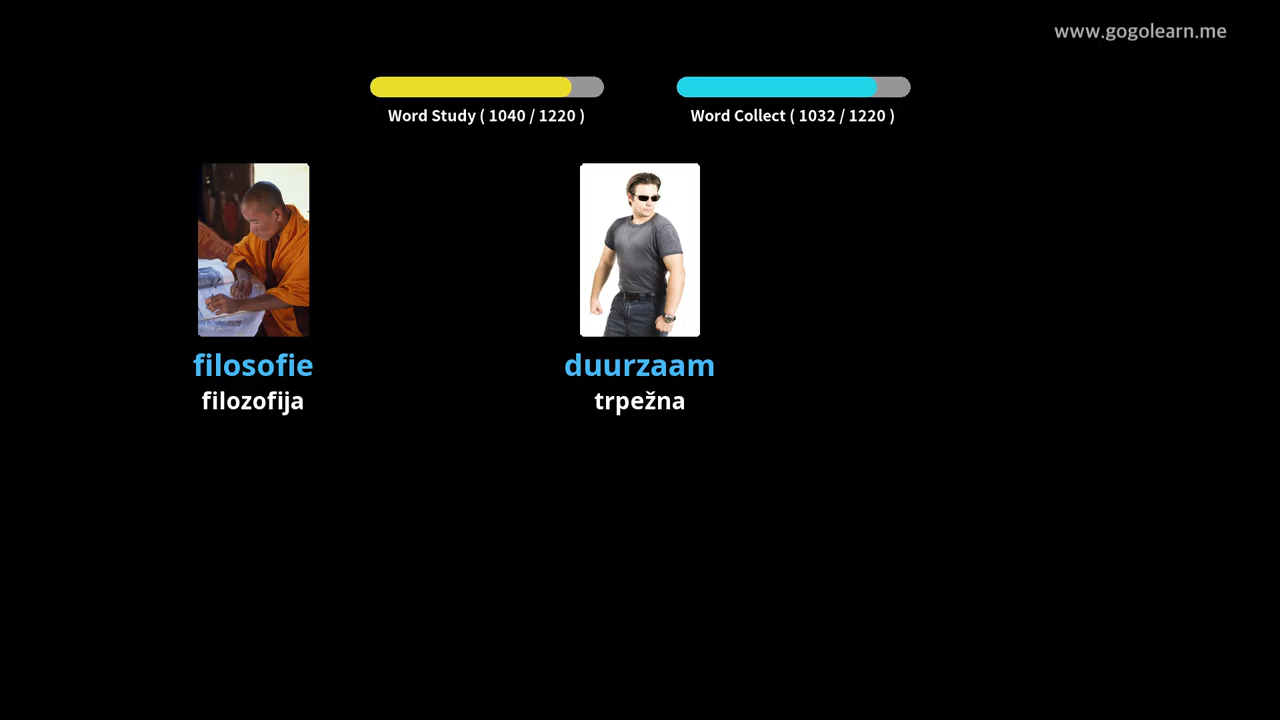 www.gogolearn.me
Word Study ( 1040 / 1220 )
Word Collect ( 1032 / 1220 )
filosofie
filozofija
duurzaam
trpežna